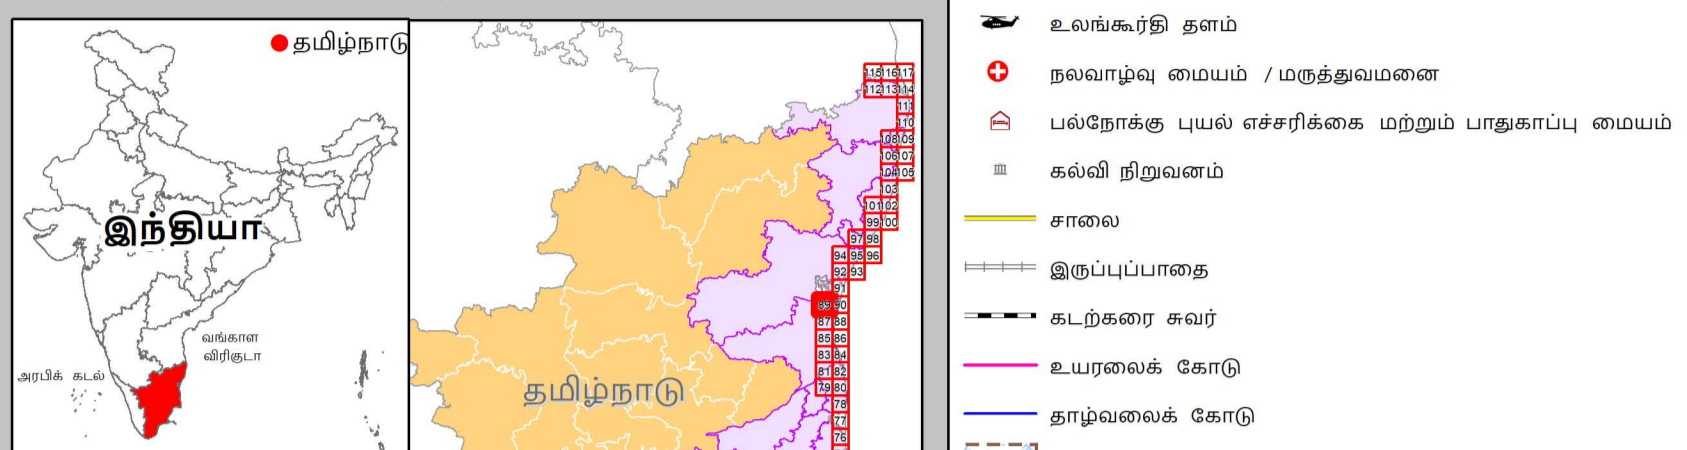 தமிழ்நாடு
இந்தியா
வங்காள
விரிகுடா
அரபிக் கடல்
115 116 117
112 113 114
111
110
108 109
106 107
104 105
103
101 102
99 100
97 98
94 95 96
92 93
91
89 90
87 88
85 86
83 84
81 82
79 80
78
77
76
தமிழ்நாடு
உலங்கூர்தி தளம்
நலவாழ்வு மையம் / மருத்துவமனை
பல்நோக்கு புயல் எச்சரிக்கை மற்றும் பாதுகாப்பு மையம்
கல்வி நிறுவனம்
சாலை
இருப்புப்பாதை
கடற்கரை சுவர்
உயரலைக் கோடு
தாழ்வலைக் கோடு